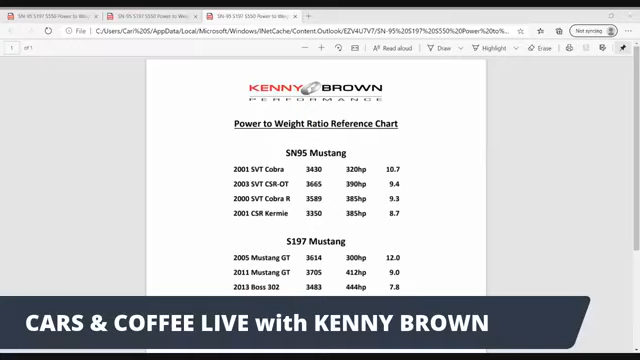 SN-95 S197 S550 Power to Weigh
SN-95 S197 S550 Power to Weigh
SN-95 S197 S550 Power to Weigh
File | C:/Users/Cari%20S/AppData/Local/Microsoft/Windows/INetCache/Content.Outlook/EZV4U7V7/SN-95%20S197%20S550%20Power%20to%
Not syncing
1 of 1
Read aloud
Draw
Highlight
Erase
KENNY BROWN
PERFORMANCE
Power to Weight Ratio Reference Chart
SN95 Mustang
2001 SVT Cobra 3430 320hp 10.7
2003 SVT CSR-OT 3665 390hp 9.4
2000 SVT Cobra R 3589 385hp 9.3
2001 CSR Kermie 3350 385hp 8.7
S197 Mustang
2005 Mustang GT 3614 300hp 12.0
2011 Mustang GT 3705 412hp 9.0
2013 Boss 302 3483 444hp 7.8
CARS & COFFEE LIVE with KENNY BROWN